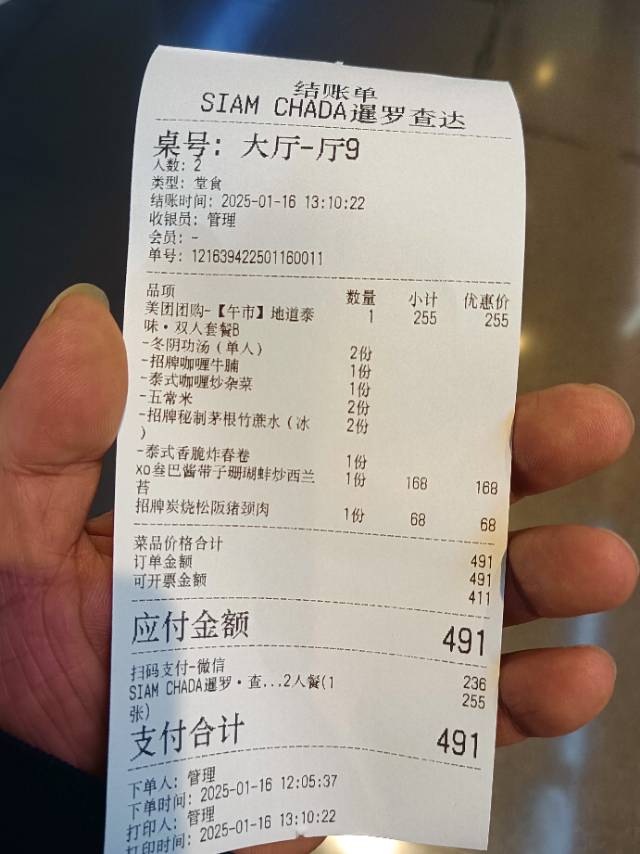 结账单
SIAM CHADA暹罗查达
桌号: 大厅-厅9
人数: 2
类型: 堂食
结账时间: 2025-01-16 13:10:22
收银员: 管理
会员: -
单号: 121639422501160011
品项 数量 小计 优惠价
美团团购-【午市】地道泰 1 255 255
味·双人套餐B
-冬阴功汤(单人) 2份
-招牌咖喱牛腩 1份
-泰式咖喱炒杂菜 1份
-五常米 2份
-招牌秘制茅根竹蔗水(冰 2份
)
-泰式香脆炸春卷 1份
xo叁巴酱带子珊瑚蚌炒西兰 1份 168 168
苔
招牌炭烧松阪猪颈肉 1份 68 68
菜品价格合计 491
订单金额 491
可开票金额 411
应付金额 491
扫码支付-微信 236
SIAM CHADA暹罗·查...2人餐(1 255
张)
支付合计 491
下单人: 管理
下单时间: 2025-01-16 12:05:37
打印人: 管理
打印时间: 2025-01-16 13:10:22